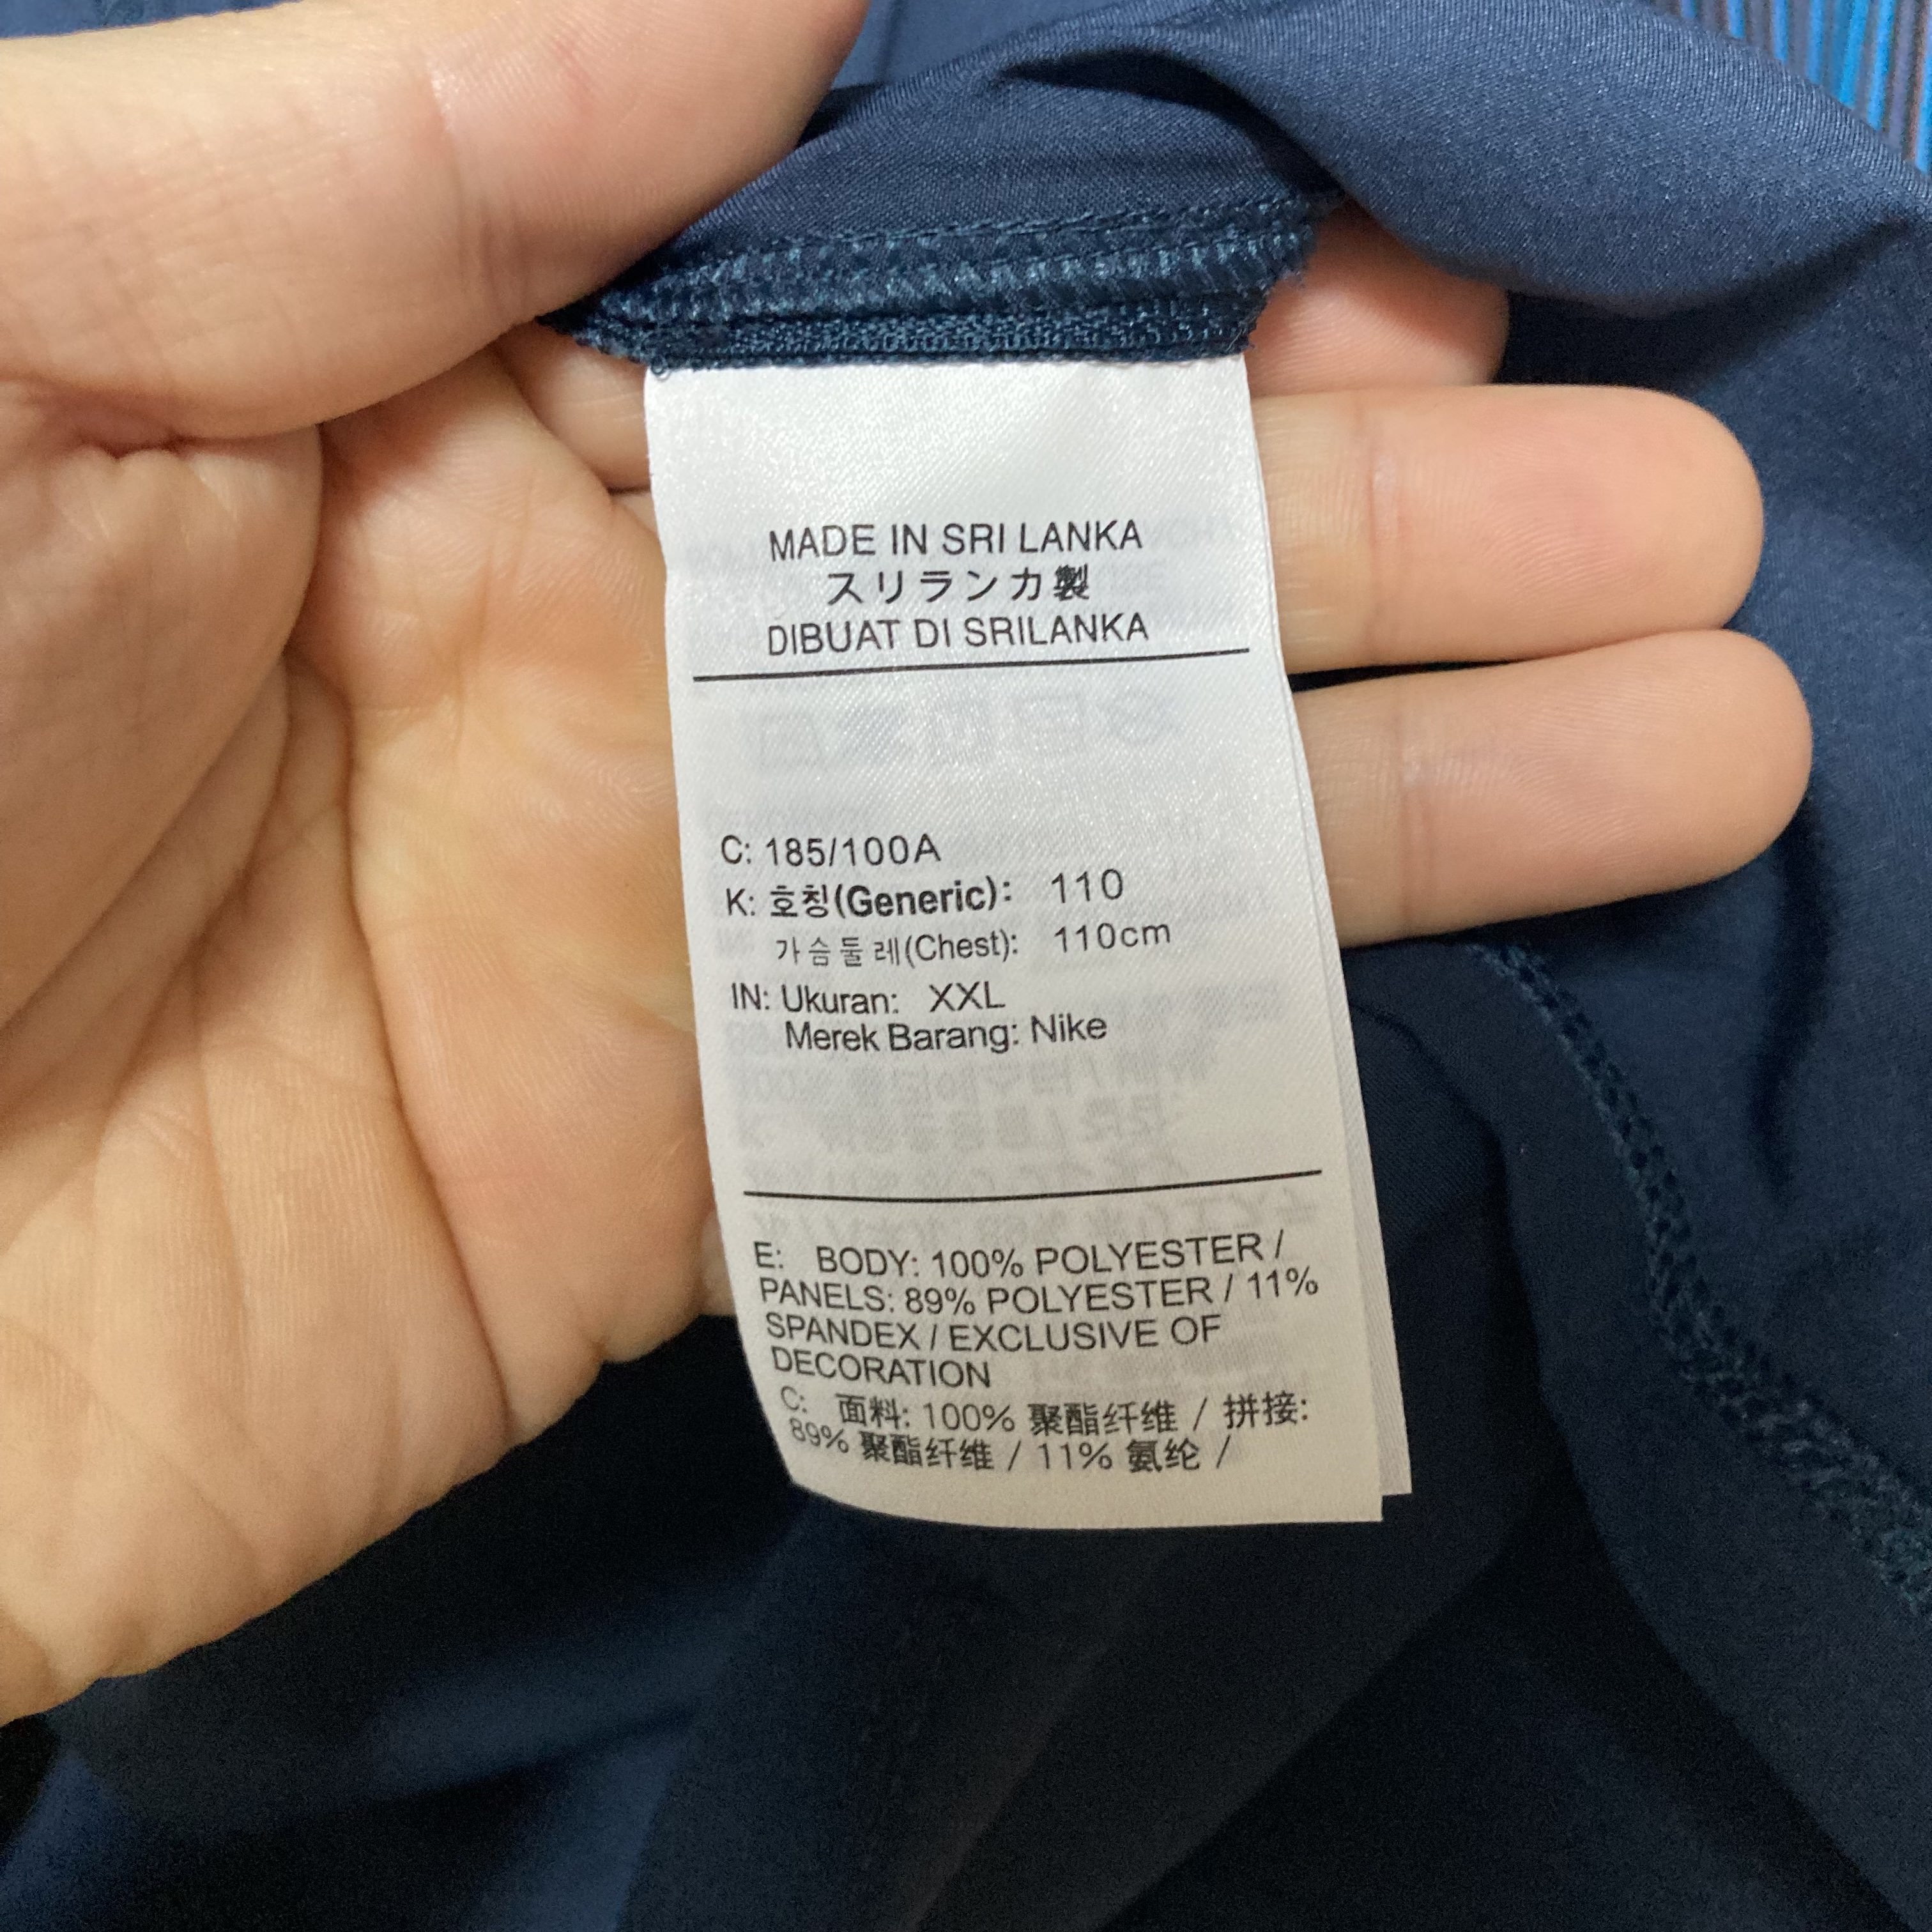 MADE IN SRI LANKA
スリランカ製
DIBUAT DI SRILANKA
C: 185/100A
K: 호칭(Generic): 110
가슴둘레(Chest): 110cm
IN: Ukuran: XXL
Merek Barang: Nike
E: BODY: 100% POLYESTER /
PANELS: 89% POLYESTER / 11%
SPANDEX / EXCLUSIVE OF
DECORATION
C: 面料: 100% 聚酯纤维 / 拼接:
89% 聚酯纤维 / 11% 氨纶 /